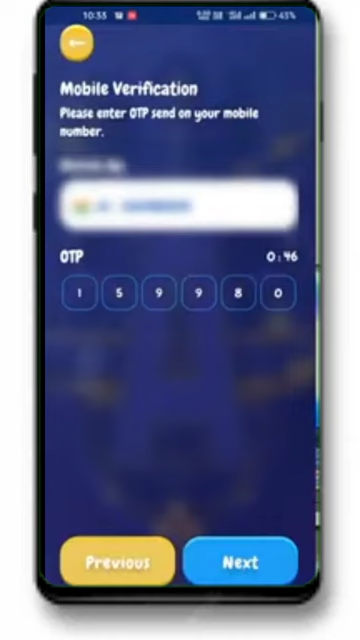 10:35
45%
Mobile Verification
Please enter OTP send on your mobile
number.
OTP
0:46
1 5 9 9 8 0
Previous
Next